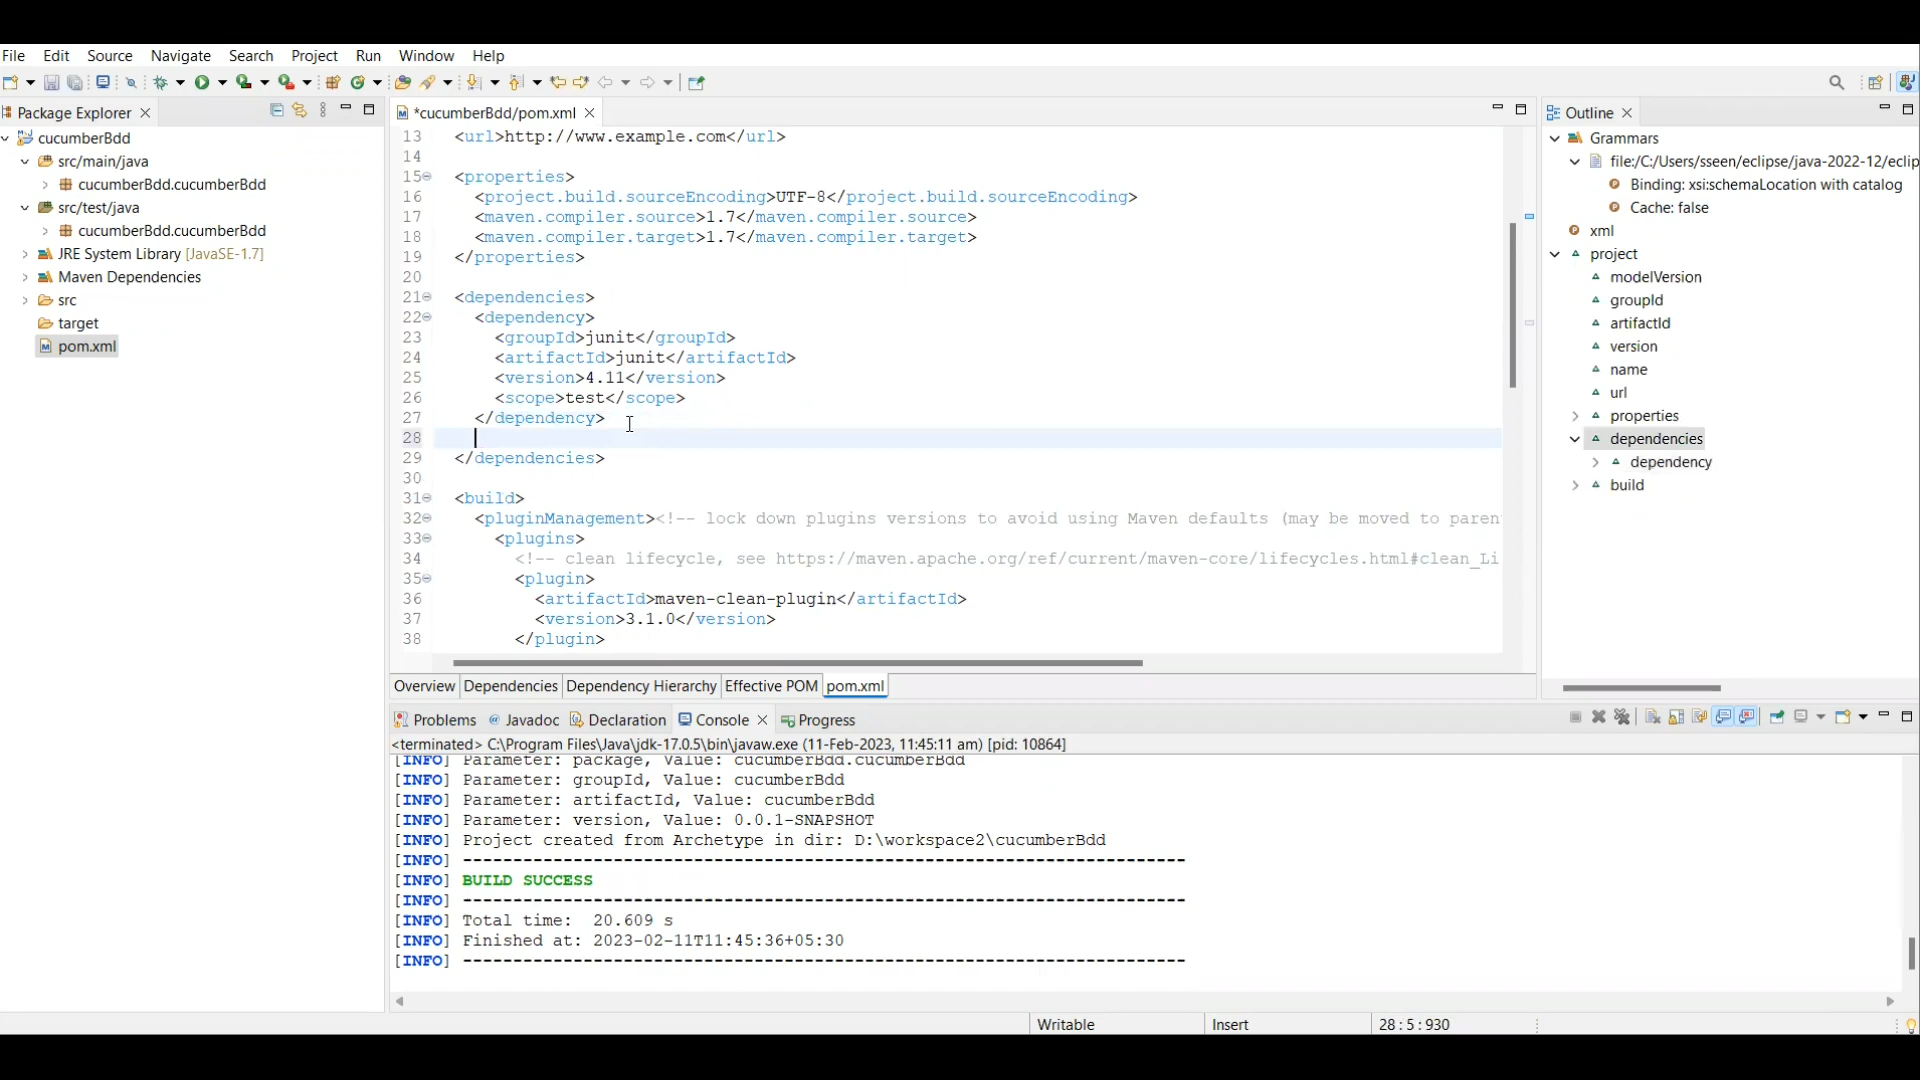 File Edit Source Navigate Search Project Run Window Help
Package Explorer
cucumberBdd
src/main/java
cucumberBdd.cucumberBdd
src/test/java
cucumberBdd.cucumberBdd
JRE System Library [JavaSE-1.7]
Maven Dependencies
src
target
pom.xml
*cucumberBdd/pom.xml
13 <url>http://www.example.com</url>
14
15 <properties>
16 <project.build.sourceEncoding>UTF-8</project.build.sourceEncoding>
17 <maven.compiler.source>1.7</maven.compiler.source>
18 <maven.compiler.target>1.7</maven.compiler.target>
19 </properties>
20
21 <dependencies>
22 <dependency>
23 <groupId>junit</groupId>
24 <artifactId>junit</artifactId>
25 <version>4.11</version>
26 <scope>test</scope>
27 </dependency>
28
29 </dependencies>
30
31 <build>
32 <pluginManagement><!-- lock down plugins versions to avoid using Maven defaults (may be moved to paren
33 <plugins>
34 <!-- clean lifecycle, see https://maven.apache.org/ref/current/maven-core/lifecycles.html#clean_Li
35 <plugin>
36 <artifactId>maven-clean-plugin</artifactId>
37 <version>3.1.0</version>
38 </plugin>
Overview Dependencies Dependency Hierarchy Effective POM pom.xml
Outline
Grammars
file:/C:/Users/sseen/eclipse/java-2022-12/eclip
Binding: xsi:schemaLocation with catalog
Cache: false
xml
project
modelVersion
groupId
artifactId
version
name
url
properties
dependencies
dependency
build
Problems @ Javadoc Declaration Console Progress
<terminated> C:\Program Files\Java\jdk-17.0.5\bin\javaw.exe (11-Feb-2023, 11:45:11 am) [pid: 10864]
[INFO] Parameter: package, Value: cucumberBdd.cucumberBdd
[INFO] Parameter: groupId, Value: cucumberBdd
[INFO] Parameter: artifactId, Value: cucumberBdd
[INFO] Parameter: version, Value: 0.0.1-SNAPSHOT
[INFO] Project created from Archetype in dir: D:\workspace2\cucumberBdd
[INFO] ------------------------------------------------------------------------
[INFO] BUILD SUCCESS
[INFO] ------------------------------------------------------------------------
[INFO] Total time:  20.609 s
[INFO] Finished at: 2023-02-11T11:45:36+05:30
[INFO] ------------------------------------------------------------------------
Writable Insert 28 : 5 : 930